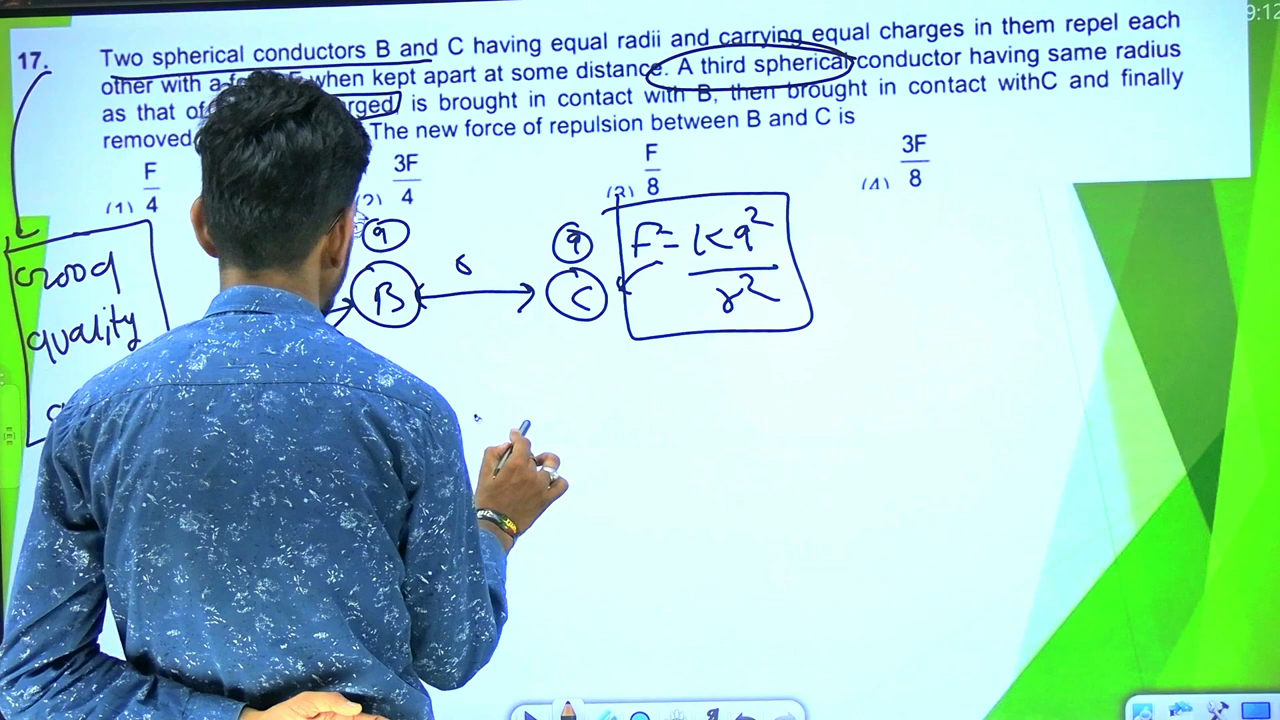 9:12
17. Two spherical conductors B and C having equal radii and carrying equal charges in them repel each
other with a when kept apart at some distance. A third spherical conductor having same radius
as that of rged, is brought in contact with B, then brought in contact withC and finally
removed The new force of repulsion between B and C is
(1) F/4 (2) 3F/4 (3) F/8 (4) 3F/8
q q
B C
F = Kq²/r²
Good
quality